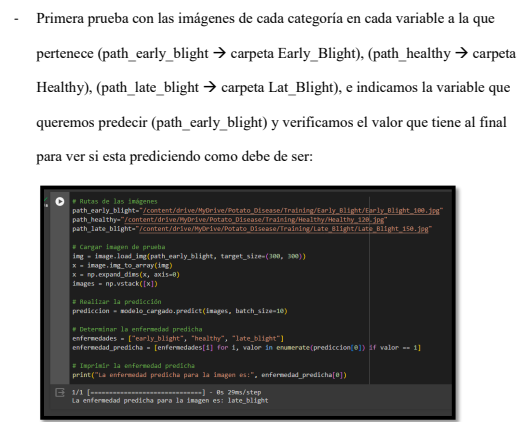 - Primera prueba con las imágenes de cada categoría en cada variable a la que
pertenece (path_early_blight → carpeta Early_Blight), (path_healthy → carpeta
Healthy), (path_late_blight → carpeta Lat_Blight), e indicamos la variable que
queremos predecir (path_early_blight) y verificamos el valor que tiene al final
para ver si esta prediciendo como debe de ser:
# Rutas de las imágenes
path_early_blight="/content/drive/MyDrive/Potato_Disease/Training/Early_Blight/Early_Blight_100.jpg"
path_healthy="/content/drive/MyDrive/Potato_Disease/Training/Healthy/Healthy_120.jpg"
path_late_blight="/content/drive/MyDrive/Potato_Disease/Training/Late_Blight/Late_Blight_150.jpg"
# Cargar imagen de prueba
img = image.load_img(path_early_blight, target_size=(300, 300))
x = image.img_to_array(img)
x = np.expand_dims(x, axis=0)
images = np.vstack([x])
# Realizar la predicción
prediccion = modelo_cargado.predict(images, batch_size=10)
# Determinar la enfermedad predicha
enfermedades = ["early_blight", "healthy", "late_blight"]
enfermedad_predicha = [enfermedades[i] for i, valor in enumerate(prediccion[0]) if valor == 1]
# Imprimir la enfermedad predicha
print("La enfermedad predicha para la imagen es:", enfermedad_predicha[0])
1/1 [==============================] - 0s 29ms/step
La enfermedad predicha para la imagen es: late_blight